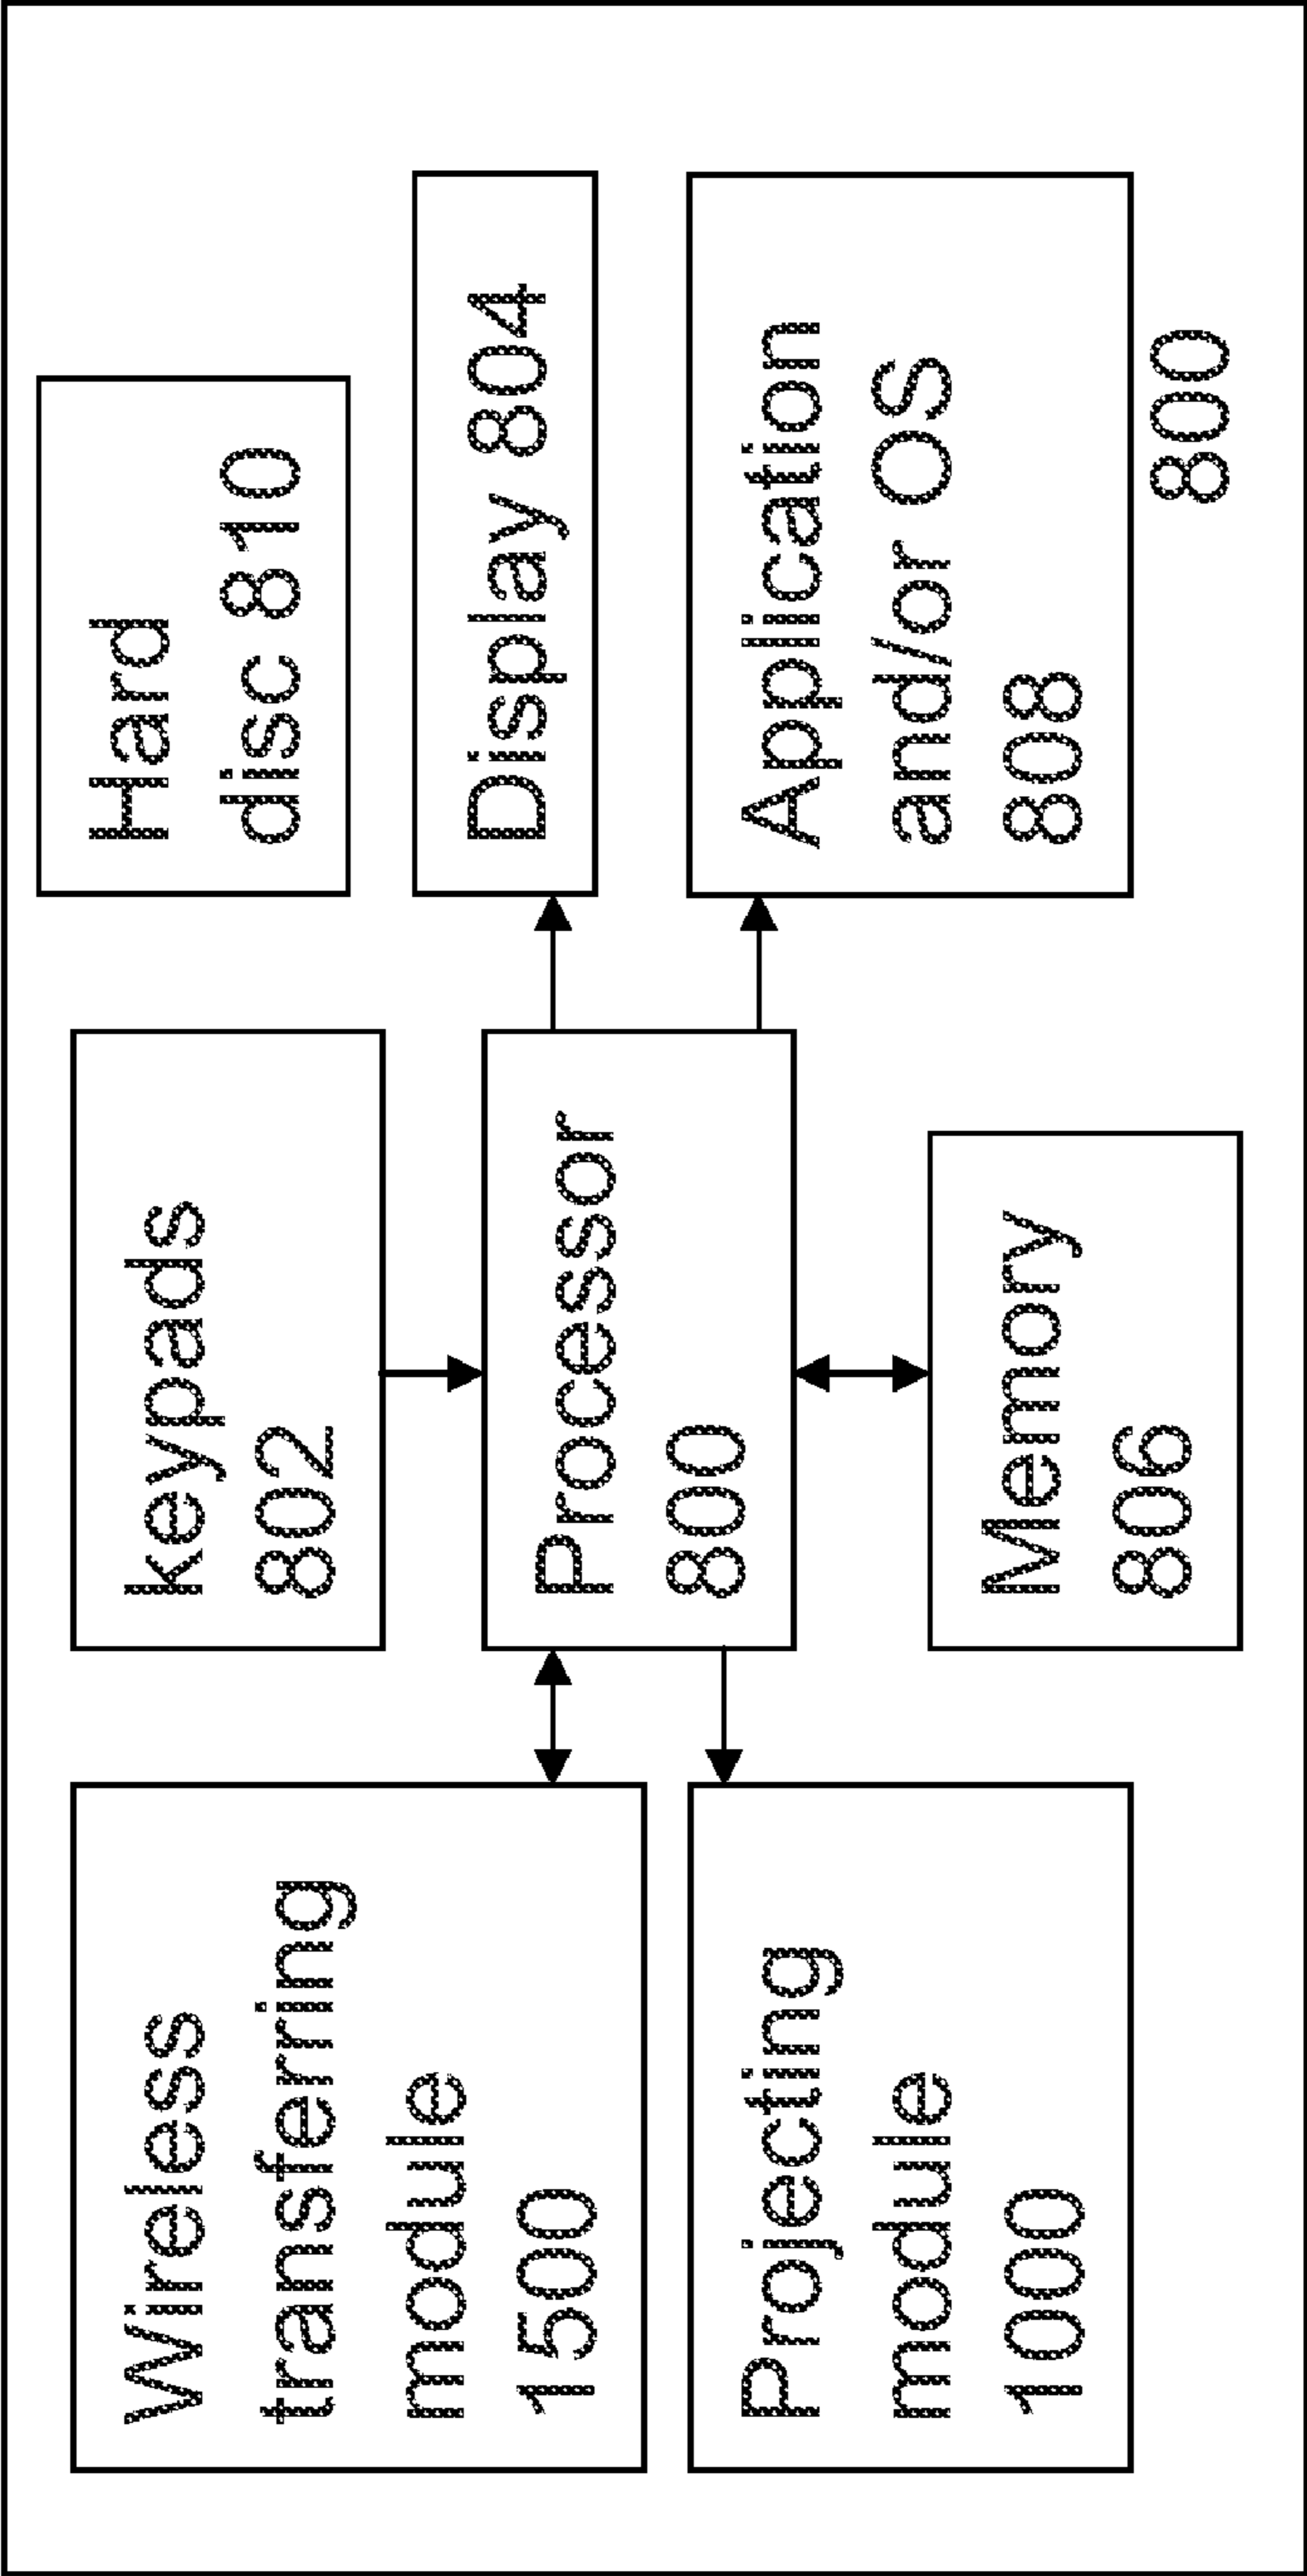 Wireless
transferring
module
1500
keypads
802
Hard
disc 810
Display 804
Processor
800
Projecting
module
1000
Memory
806
Application
and/or OS
808
800